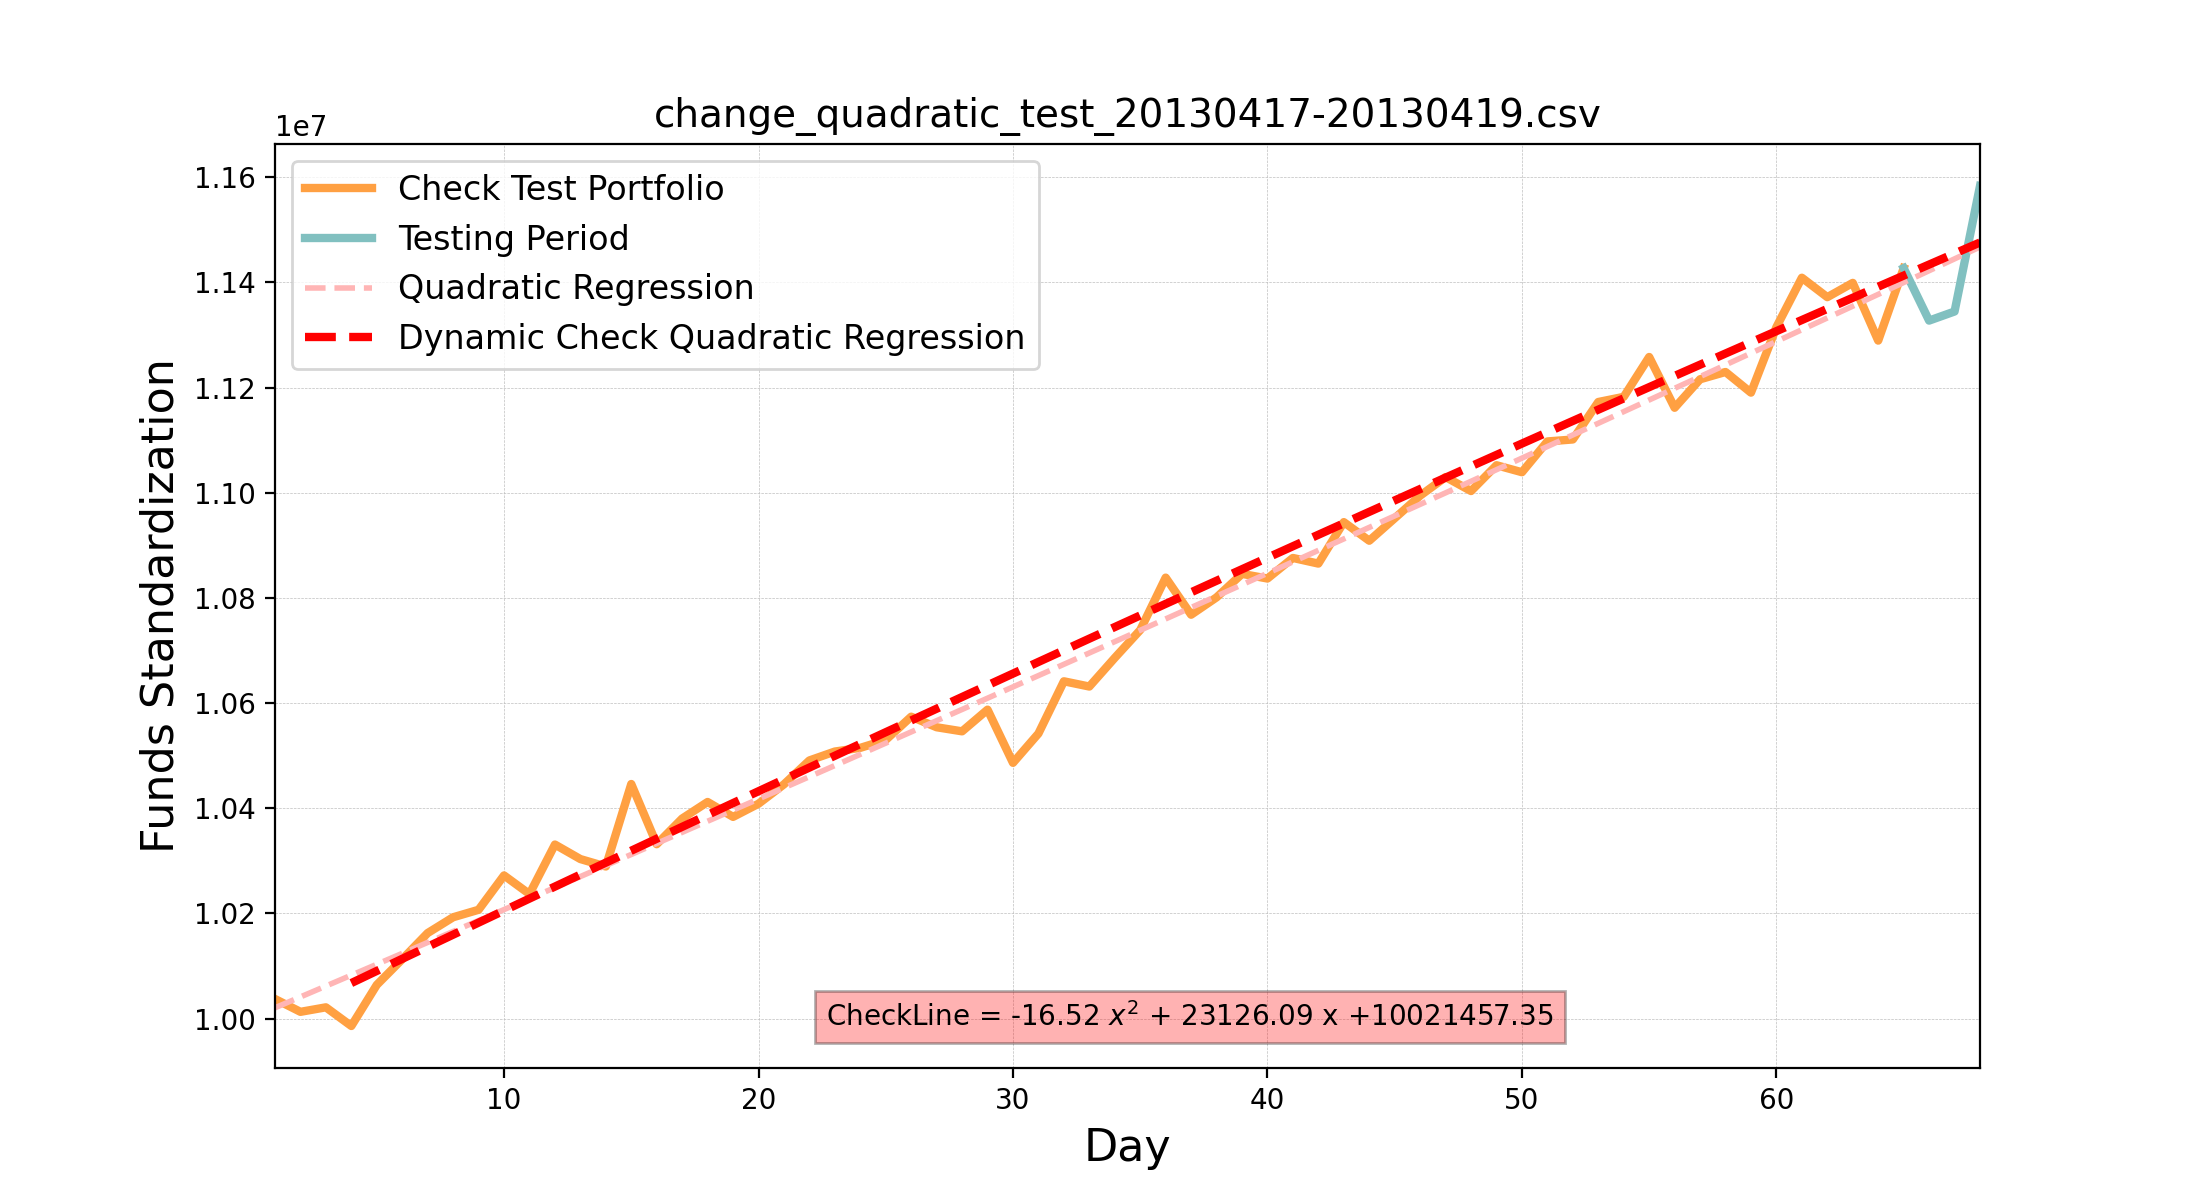 change_quadratic_test_20130417-20130419.csv
1e7
Check Test Portfolio
Testing Period
Quadratic Regression
Dynamic Check Quadratic Regression
1.16
1.14
1.12
1.10
1.08
1.06
1.04
1.02
1.00
Funds Standardization
CheckLine = -16.52 x² + 23126.09 x +10021457.35
10 20 30 40 50 60
Day